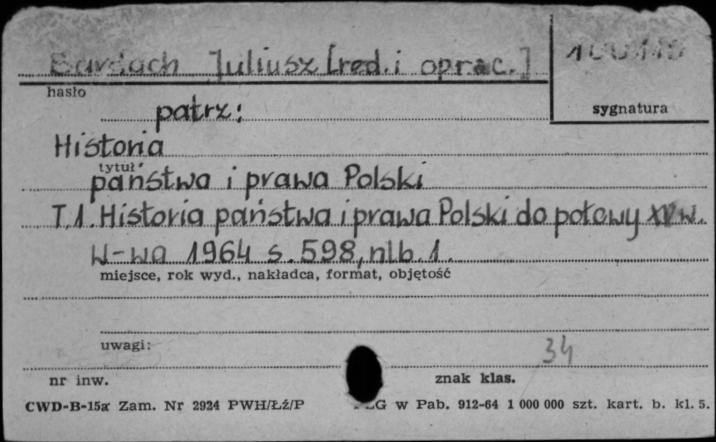 Bardach Juliusz [red. i oprac.]
hasło
sygnatura
patrz:
Historia
tytuł
państwa i prawa Polski
T.1. Historia państwa i prawa Polski do połowy XV w.
W-wa 1964 s. 598, nlb. 1.
miejsce, rok wyd., nakładca, format, objętość
uwagi:
34
nr inw.
znak klas.
CWD-B-15a Zam. Nr 2924 PWH/Łź/P
w Pab. 912-64 1 000 000 szt. kart. b. kl. 5.